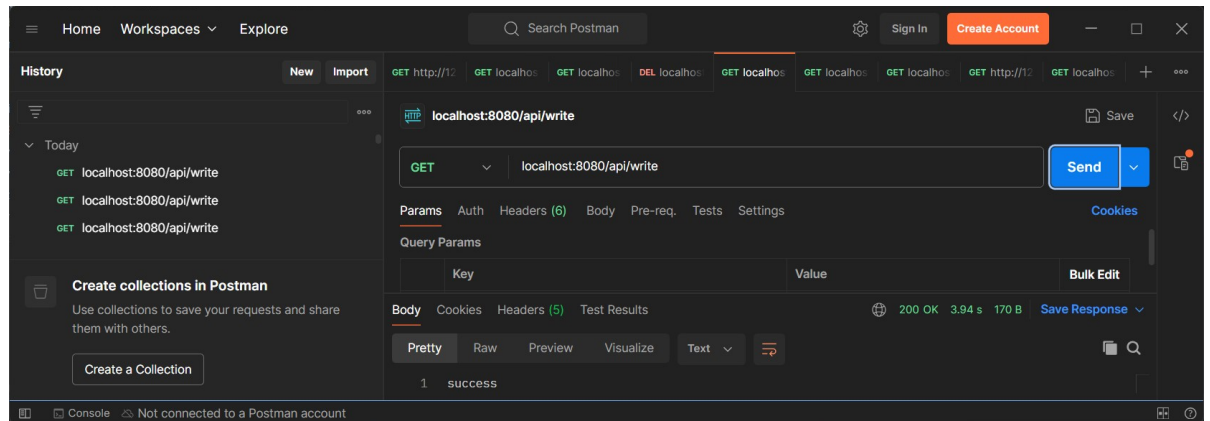 Home Workspaces Explore Search Postman Sign In Create Account
History New Import GET http://12 GET localhos GET localhos DEL localhos GET localhos GET localhos GET localhos GET http://12 GET localhos
HTTP localhost:8080/api/write Save
Today
GET localhost:8080/api/write
GET localhost:8080/api/write
GET localhost:8080/api/write
GET localhost:8080/api/write Send
Params Auth Headers (6) Body Pre-req. Tests Settings Cookies
Query Params
Key Value Bulk Edit
Create collections in Postman
Use collections to save your requests and share
them with others.
Create a Collection
Body Cookies Headers (5) Test Results 200 OK 3.94 s 170 B Save Response
Pretty Raw Preview Visualize Text
1 success
Console Not connected to a Postman account